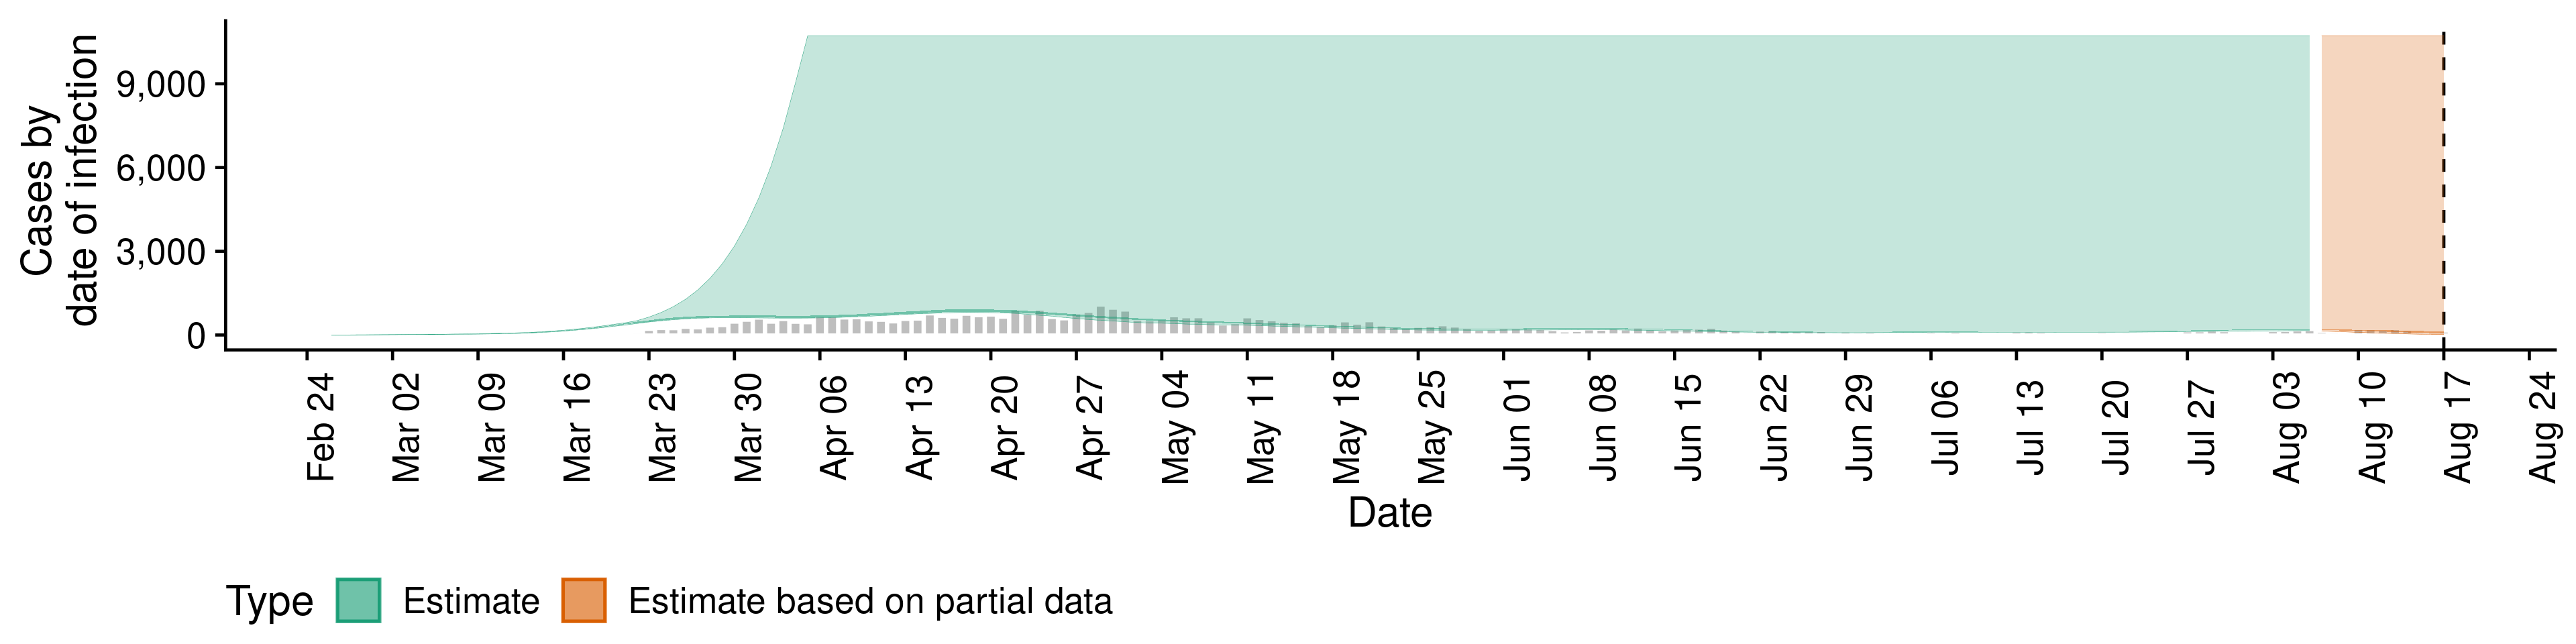 Cases by
date of infection
9,000
6,000
3,000
0
Feb 24
Mar 02
Mar 09
Mar 16
Mar 23
Mar 30
Apr 06
Apr 13
Apr 20
Apr 27
May 04
May 11
May 18
May 25
Jun 01
Jun 08
Jun 15
Jun 22
Jun 29
Jul 06
Jul 13
Jul 20
Jul 27
Aug 03
Aug 10
Aug 17
Aug 24
Date
Type Estimate Estimate based on partial data